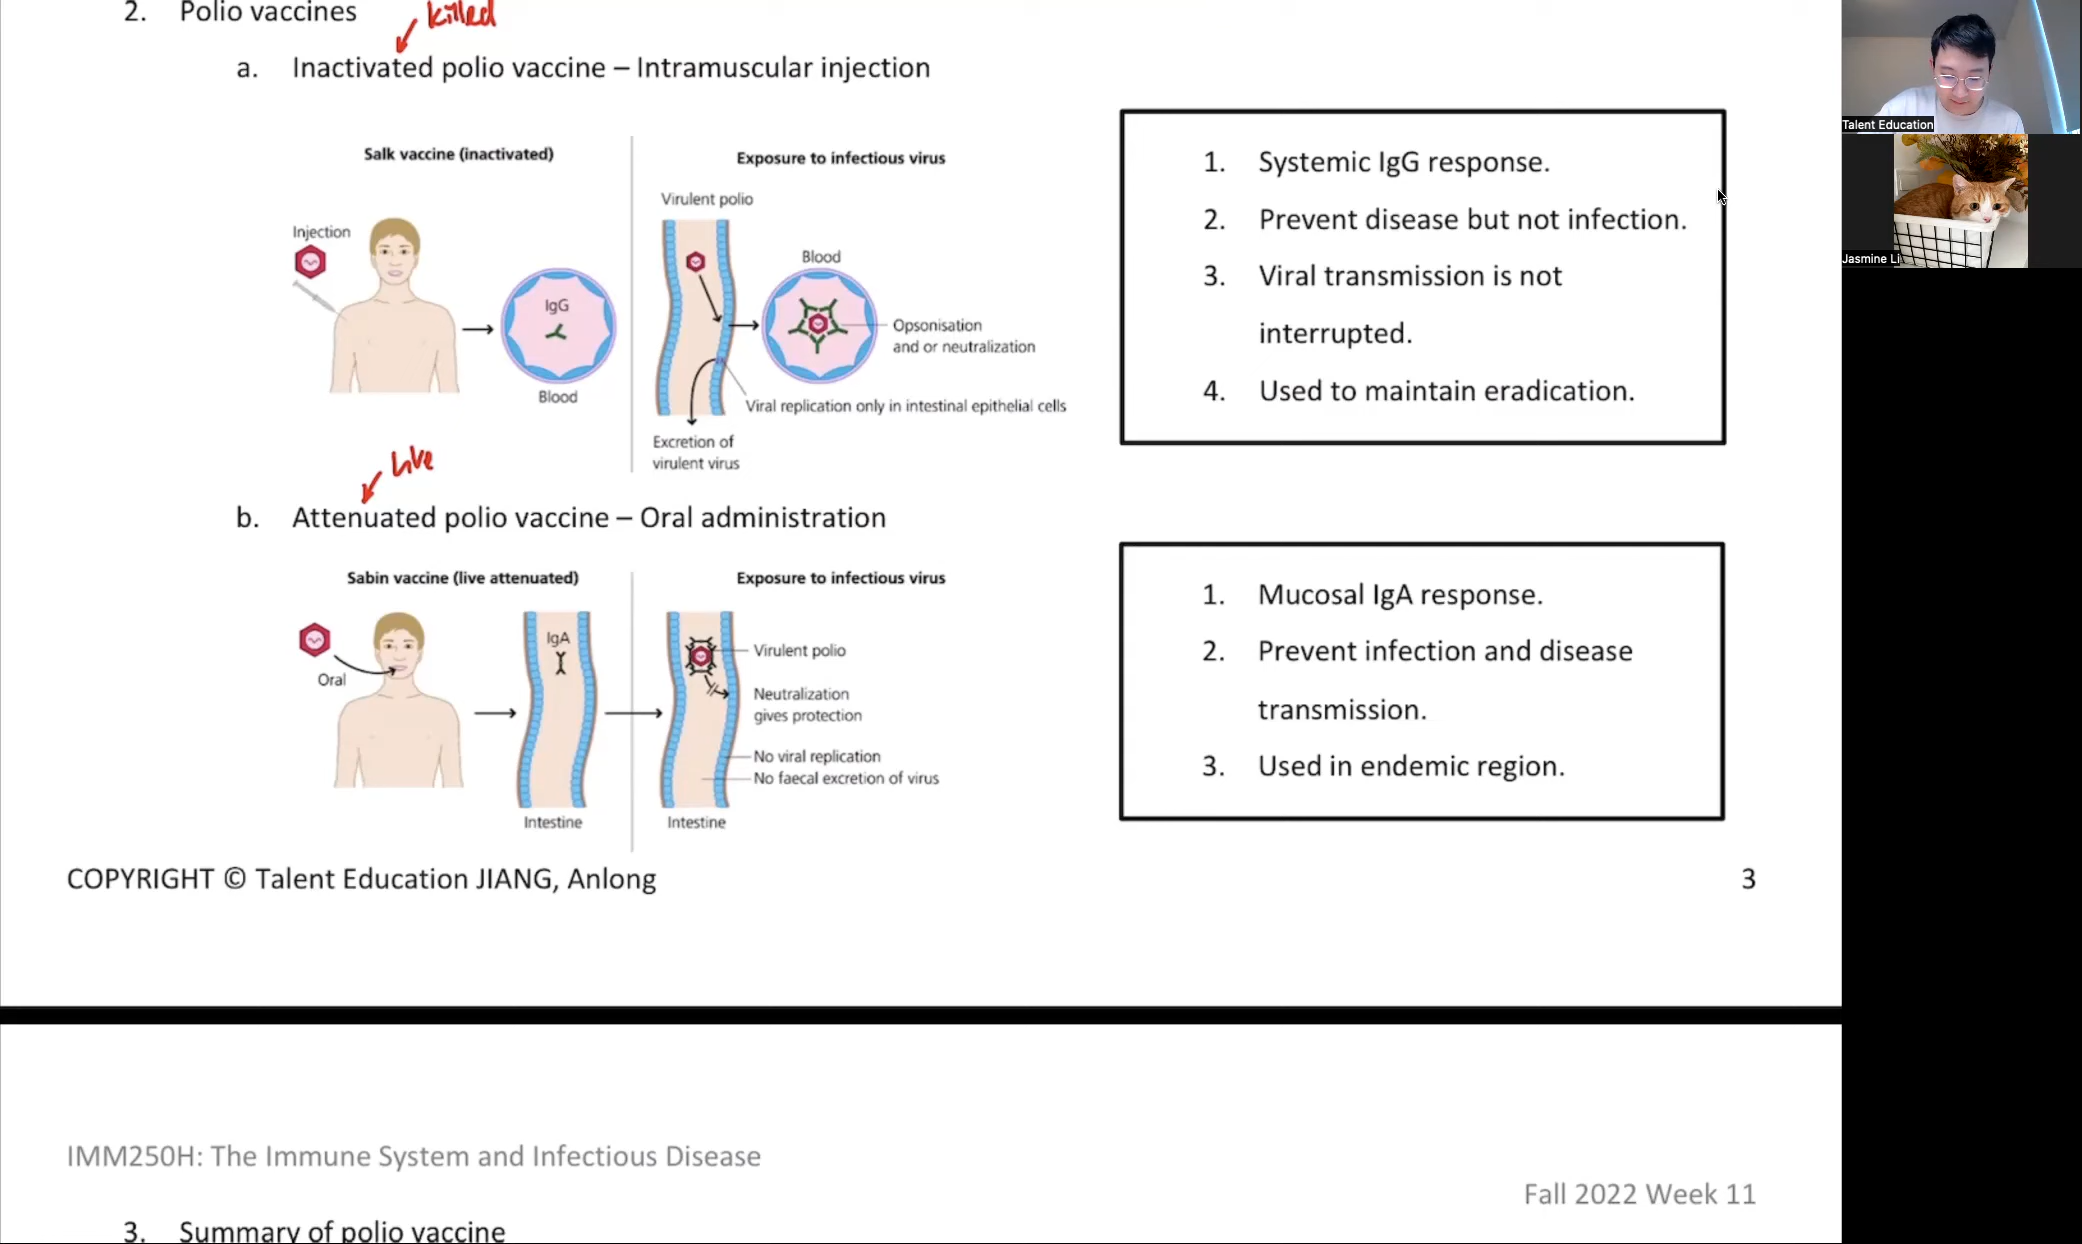 2. Polio vaccines
killed
a. Inactivated polio vaccine – Intramuscular injection
Salk vaccine (inactivated)
Exposure to infectious virus
Virulent polio
Injection
IgG
Blood
Blood
Opsonisation
and or neutralization
Viral replication only in intestinal epithelial cells
Excretion of
virulent virus
1. Systemic IgG response.
2. Prevent disease but not infection.
3. Viral transmission is not
interrupted.
4. Used to maintain eradication.
live
b. Attenuated polio vaccine – Oral administration
Sabin vaccine (live attenuated)
Exposure to infectious virus
Oral
IgA
Intestine
Virulent polio
Neutralization
gives protection
No viral replication
No faecal excretion of virus
Intestine
1. Mucosal IgA response.
2. Prevent infection and disease
transmission.
3. Used in endemic region.
COPYRIGHT © Talent Education JIANG, Anlong
3
IMM250H: The Immune System and Infectious Disease
Fall 2022 Week 11
3. Summary of polio vaccine
Talent Education
Jasmine Li